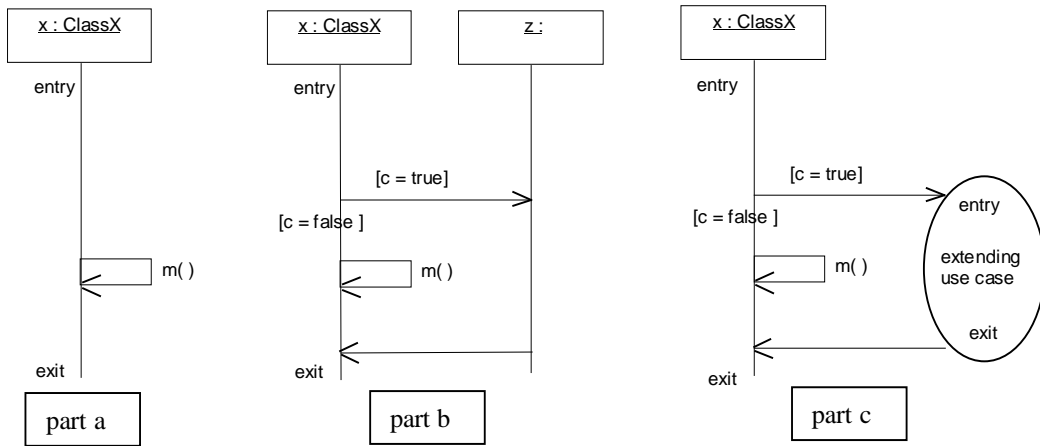 x : ClassX
entry
m( )
exit
part a
x : ClassX
z :
entry
[c = true]
[c = false ]
m( )
exit
part b
x : ClassX
entry
[c = true]
[c = false ]
m( )
entry
extending
use case
exit
exit
part c